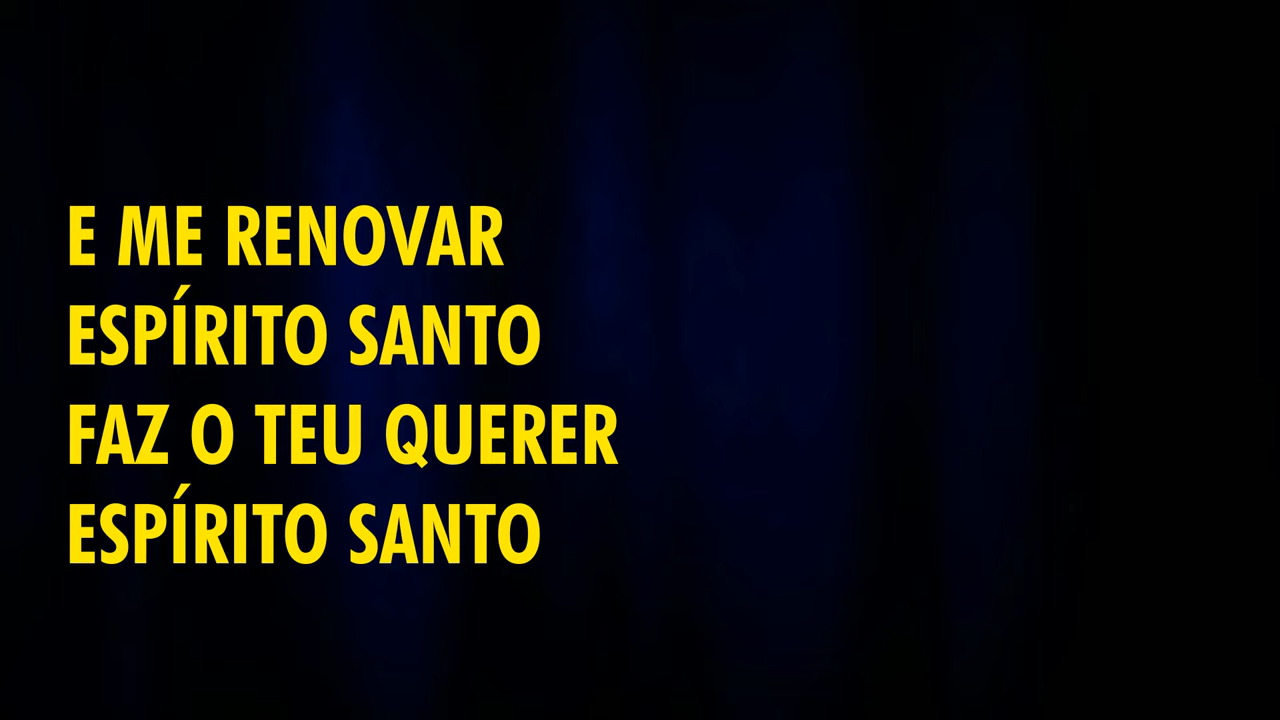 E ME RENOVAR
ESPÍRITO SANTO
FAZ O TEU QUERER
ESPÍRITO SANTO